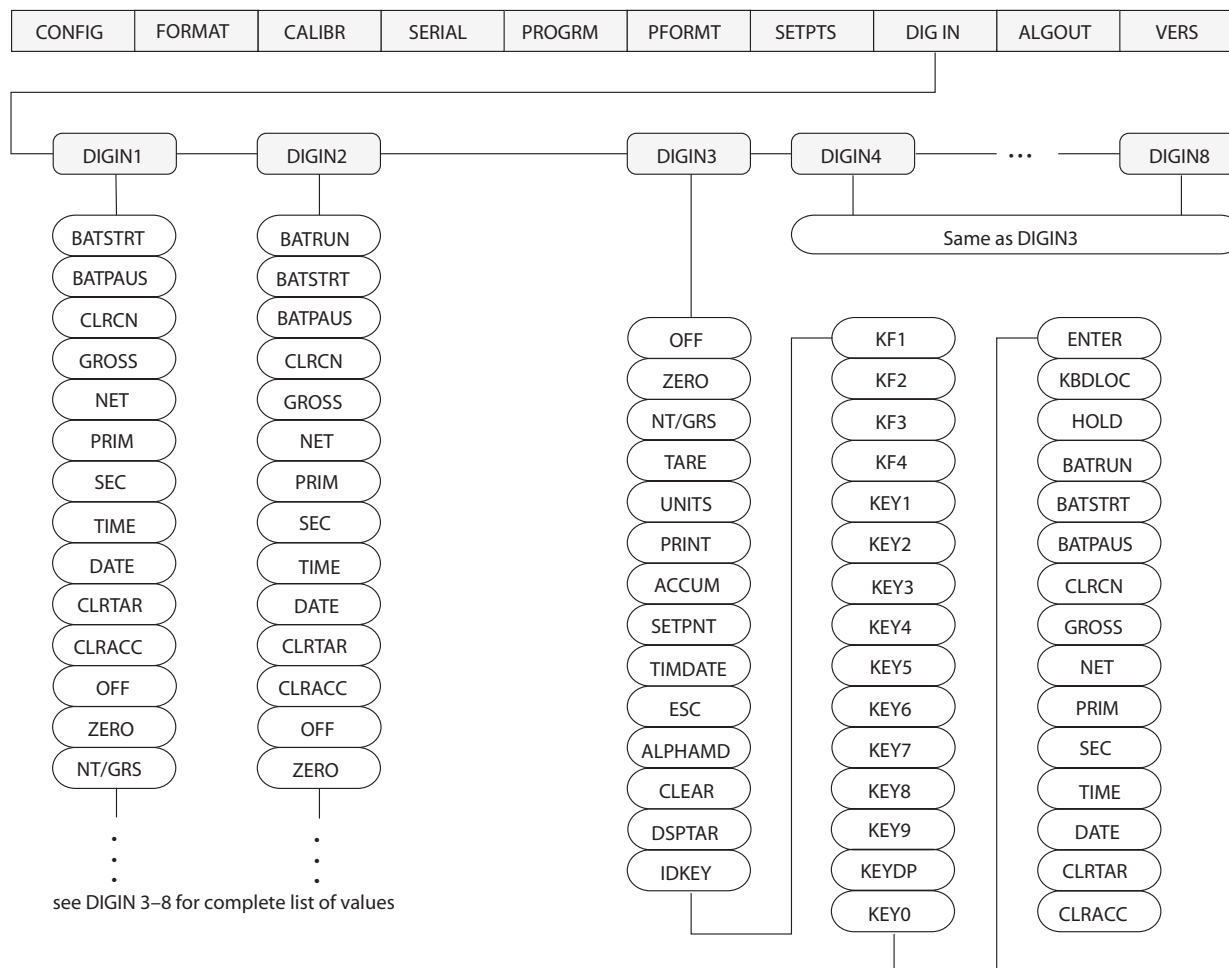 CONFIG FORMAT CALIBR SERIAL PROGRM PFORMT SETPTS DIG IN ALGOUT VERS
DIGIN1 DIGIN2 DIGIN3 DIGIN4 ... DIGIN8
Same as DIGIN3
BATSTRT
BATPAUS
CLRCN
GROSS
NET
PRIM
SEC
TIME
DATE
CLRTAR
CLRACC
OFF
ZERO
NT/GRS
BATRUN
BATSTRT
BATPAUS
CLRCN
GROSS
NET
PRIM
SEC
TIME
DATE
CLRTAR
CLRACC
OFF
ZERO
see DIGIN 3–8 for complete list of values
OFF
ZERO
NT/GRS
TARE
UNITS
PRINT
ACCUM
SETPNT
TIMDATE
ESC
ALPHAMD
CLEAR
DSPTAR
IDKEY
KF1
KF2
KF3
KF4
KEY1
KEY2
KEY3
KEY4
KEY5
KEY6
KEY7
KEY8
KEY9
KEYDP
KEY0
ENTER
KBDLOC
HOLD
BATRUN
BATSTRT
BATPAUS
CLRCN
GROSS
NET
PRIM
SEC
TIME
DATE
CLRTAR
CLRACC